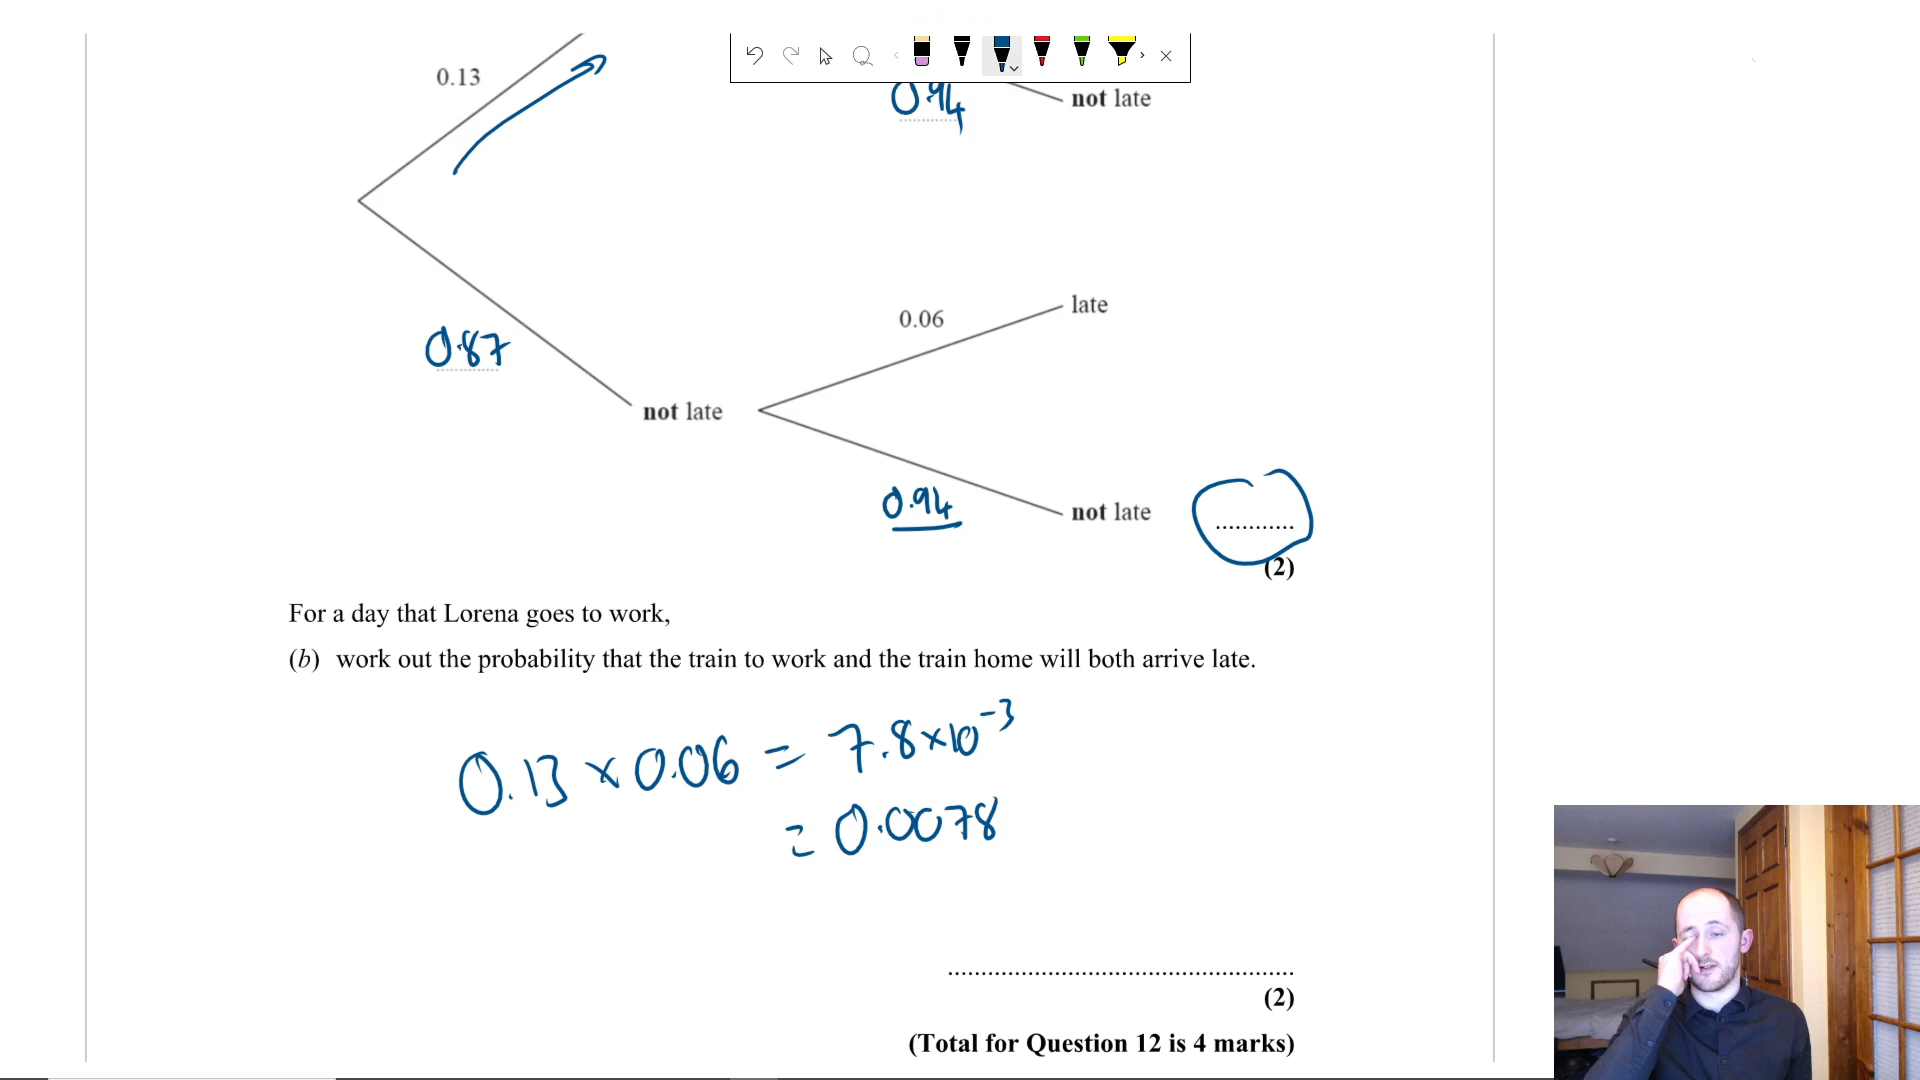 0.13
0.94
not late
0.06
late
0.87
not late
0.94
not late
............
(2)
For a day that Lorena goes to work,
(b) work out the probability that the train to work and the train home will both arrive late.
0.13 × 0.06 = 7.8×10⁻³
= 0.0078
....................................................
(2)
(Total for Question 12 is 4 marks)